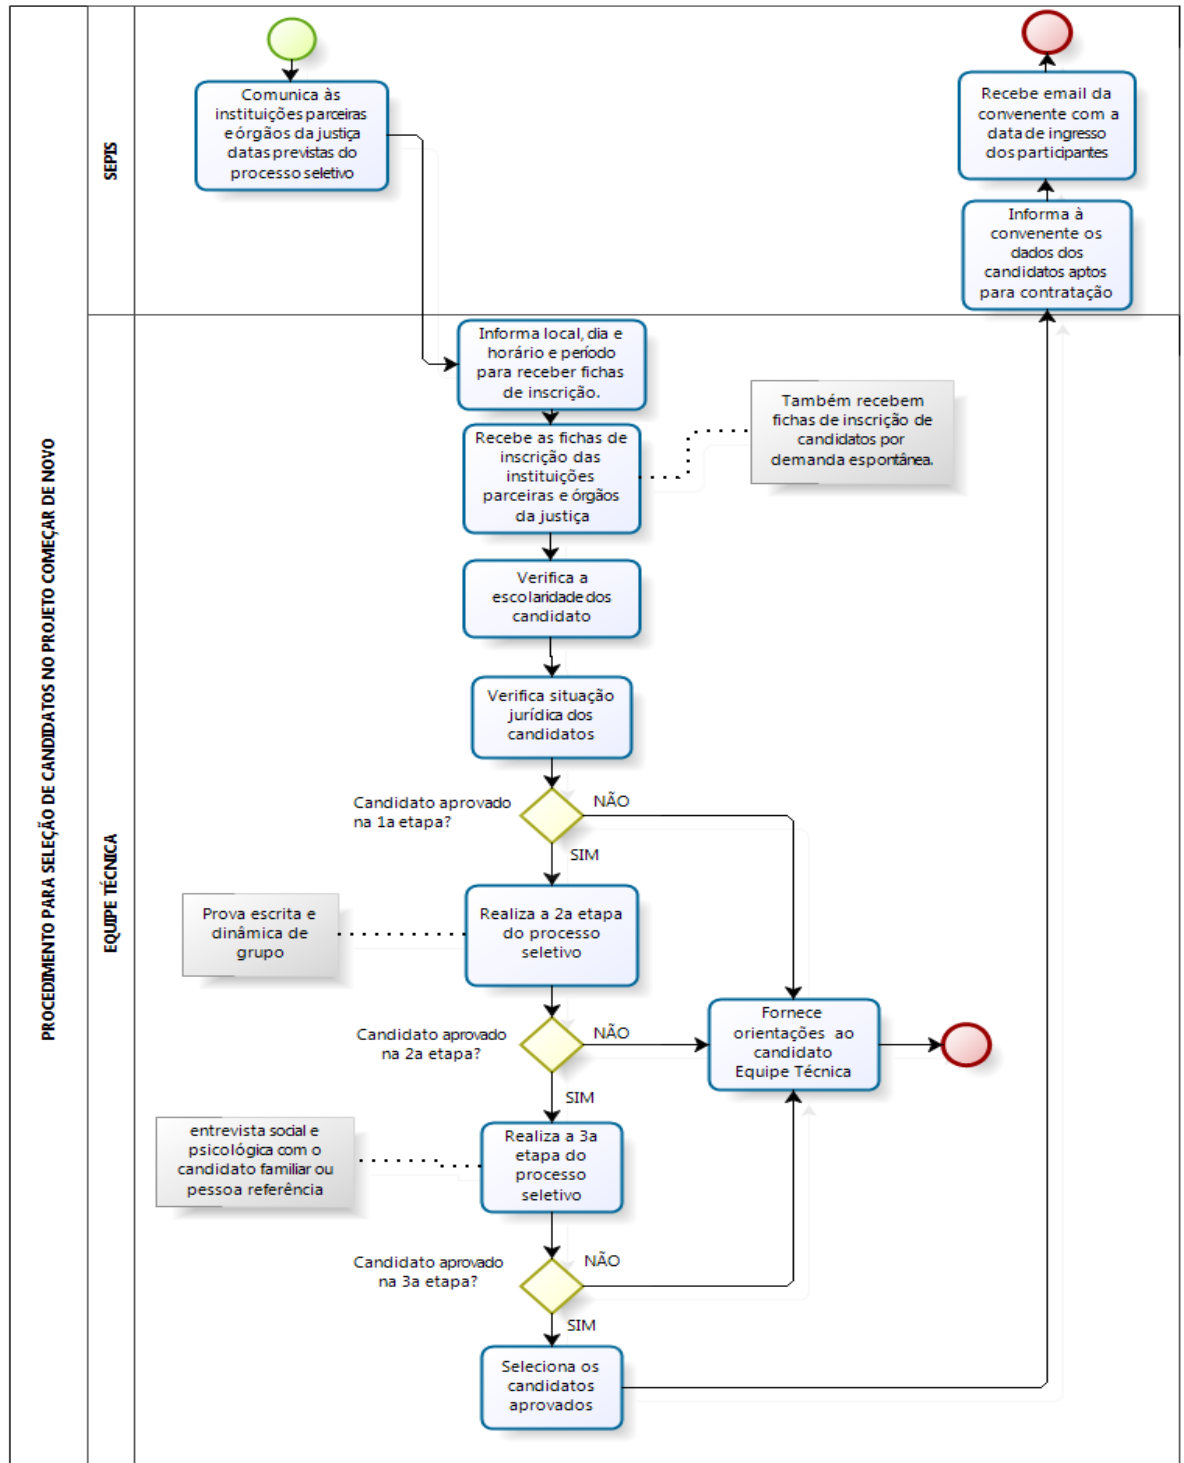 PROCEDIMENTO PARA SELEÇÃO DE CANDIDATOS NO PROJETO COMEÇAR DE NOVO
SEPIS
Comunica às
instituições parceiras
e órgãos da justiça
datas previstas do
processo seletivo
Recebe email da
convenente com a
data de ingresso
dos participantes
Informa à
convenente os
dados dos
candidatos aptos
para contratação
EQUIPE TÉCNICA
Informa local, dia e
horário e período
para receber fichas
de inscrição.
Também recebem
fichas de inscrição de
candidatos por
demanda espontânea.
Recebe as fichas de
inscrição das
instituições
parceiras e órgãos
da justiça
Verifica a
escolaridade dos
candidato
Verifica situação
jurídica dos
candidatos
Candidato aprovado
na 1a etapa?
NÃO
SIM
Prova escrita e
dinâmica de
grupo
Realiza a 2a etapa
do processo
seletivo
Candidato aprovado
na 2a etapa?
NÃO
Fornece
orientações ao
candidato
Equipe Técnica
SIM
entrevista social e
psicológica com o
candidato familiar ou
pessoa referência
Realiza a 3a
etapa do
processo
seletivo
Candidato aprovado
na 3a etapa?
NÃO
SIM
Seleciona os
candidatos
aprovados